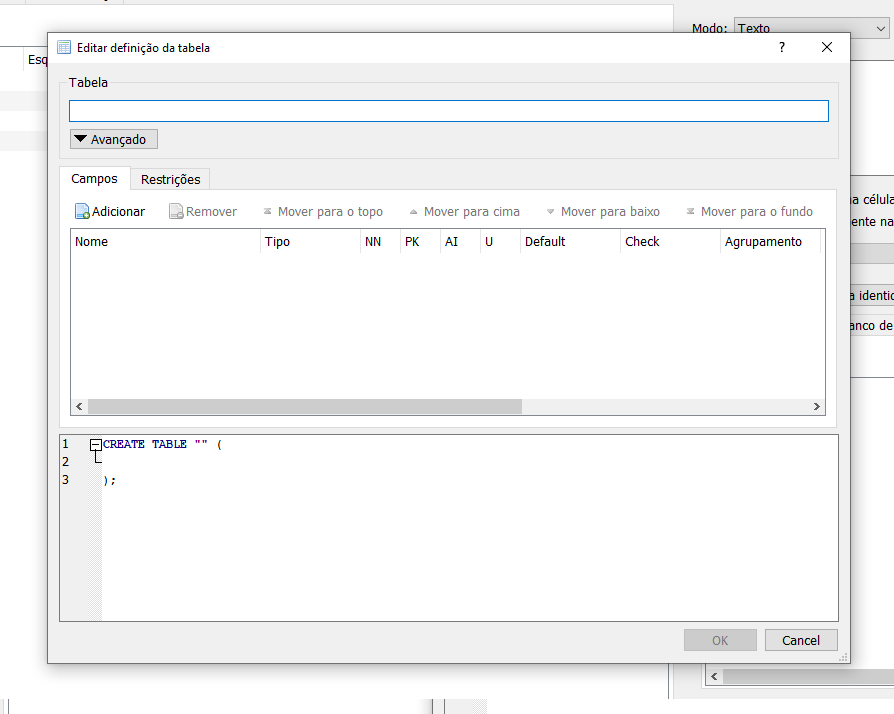 Modo: Texto
Editar definição da tabela
?
Esq
Tabela
Avançado
Campos Restrições
Adicionar Remover Mover para o topo Mover para cima Mover para baixo Mover para o fundo
Nome Tipo NN PK AI U Default Check Agrupamento
a célula
ente na
a identic
anco de
1 CREATE TABLE "" (
2
3 );
OK Cancel